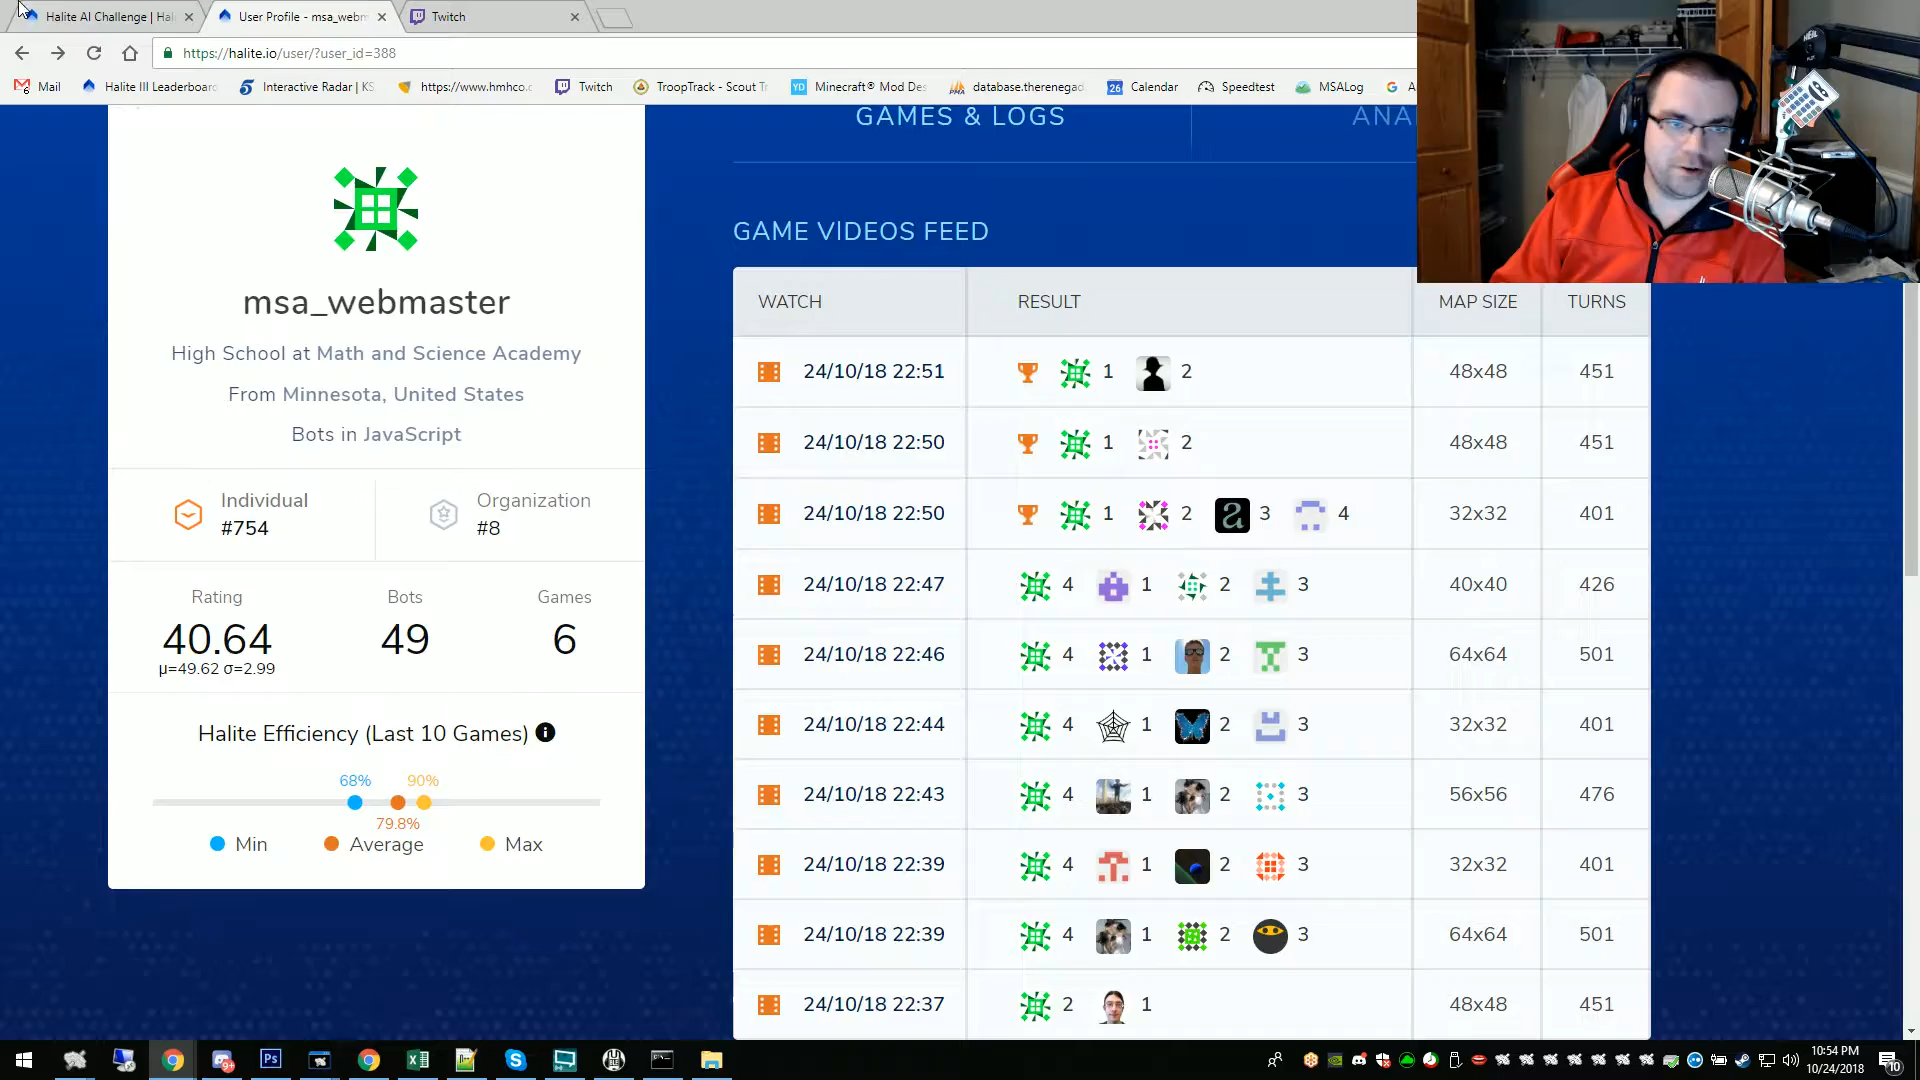 Halite AI Challenge | Hal
User Profile - msa_webm
Twitch
https://halite.io/user/?user_id=388
Mail
Halite III Leaderboard
Interactive Radar | KS
https://www.hmhco.c
Twitch
TroopTrack - Scout Tr
YD
Minecraft® Mod Des
database.therenegad
26
Calendar
Speedtest
MSALog
G A
GAMES & LOGS
ANA
GAME VIDEOS FEED
msa_webmaster
High School at Math and Science Academy
From Minnesota, United States
Bots in JavaScript
Individual
#754
Organization
#8
Rating
40.64
μ=49.62 σ=2.99
Bots
49
Games
6
Halite Efficiency (Last 10 Games)
68%
90%
79.8%
Min
Average
Max
WATCH RESULT MAP SIZE TURNS
24/10/18 22:51 1 2 48x48 451
24/10/18 22:50 1 2 48x48 451
24/10/18 22:50 1 2 a 3 4 32x32 401
24/10/18 22:47 4 1 2 3 40x40 426
24/10/18 22:46 4 1 2 3 64x64 501
24/10/18 22:44 4 1 2 3 32x32 401
24/10/18 22:43 4 1 2 3 56x56 476
24/10/18 22:39 4 1 2 3 32x32 401
24/10/18 22:39 4 1 2 3 64x64 501
24/10/18 22:37 2 1 48x48 451
Ps
10:54 PM
10/24/2018
10